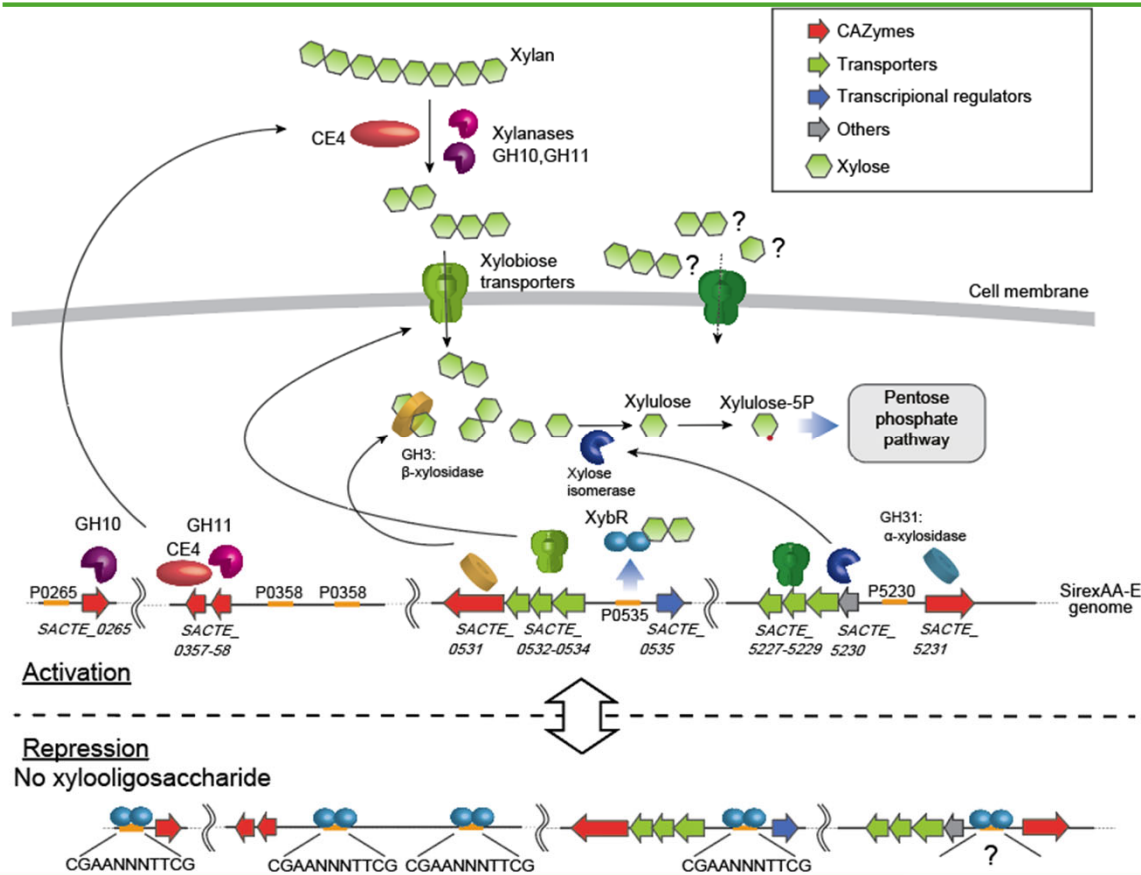 CAZymes
Transporters
Transcripional regulators
Others
Xylose
Xylan
CE4
Xylanases
GH10,GH11
?
?
?
Xylobiose
transporters
Cell membrane
Xylulose
Xylulose-5P
Pentose
phosphate
pathway
GH3:
β-xylosidase
Xylose
isomerase
GH10
GH11
CE4
XybR
GH31:
α-xylosidase
P0265
P0358
P0358
P0535
P5230
SirexAA-E
genome
SACTE_0265
SACTE_
0357-58
SACTE_
0531
SACTE_
0532-0534
SACTE_
0535
SACTE_
5227-5229
SACTE_
5230
SACTE_
5231
Activation
Repression
No xylooligosaccharide
CGAANNNTTCG
CGAANNNTTCG
CGAANNNTTCG
CGAANNNTTCG
?